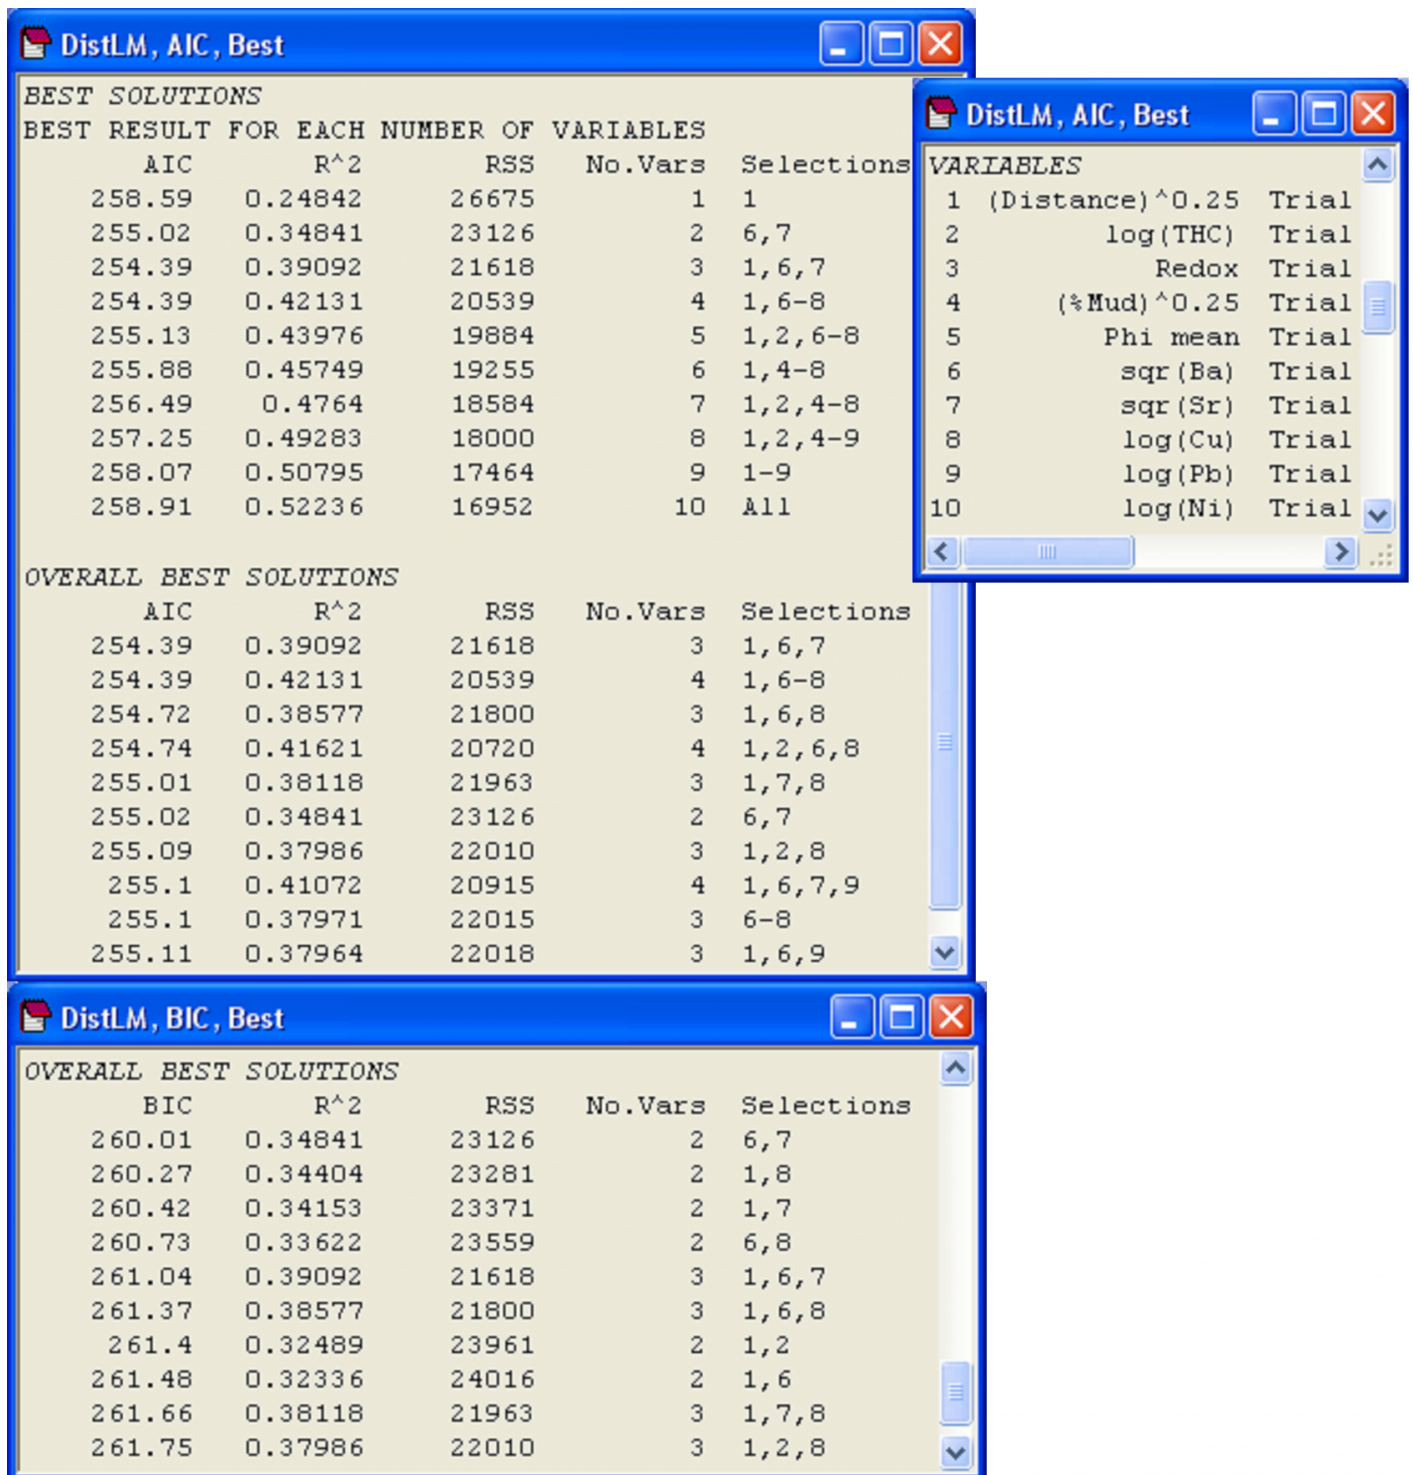 DistLM, AIC, Best
BEST SOLUTIONS
BEST RESULT FOR EACH NUMBER OF VARIABLES
AIC R^2 RSS No.Vars Selections
258.59 0.24842 26675 1 1
255.02 0.34841 23126 2 6,7
254.39 0.39092 21618 3 1,6,7
254.39 0.42131 20539 4 1,6-8
255.13 0.43976 19884 5 1,2,6-8
255.88 0.45749 19255 6 1,4-8
256.49 0.4764 18584 7 1,2,4-8
257.25 0.49283 18000 8 1,2,4-9
258.07 0.50795 17464 9 1-9
258.91 0.52236 16952 10 All
OVERALL BEST SOLUTIONS
AIC R^2 RSS No.Vars Selections
254.39 0.39092 21618 3 1,6,7
254.39 0.42131 20539 4 1,6-8
254.72 0.38577 21800 3 1,6,8
254.74 0.41621 20720 4 1,2,6,8
255.01 0.38118 21963 3 1,7,8
255.02 0.34841 23126 2 6,7
255.09 0.37986 22010 3 1,2,8
255.1 0.41072 20915 4 1,6,7,9
255.1 0.37971 22015 3 6-8
255.11 0.37964 22018 3 1,6,9
DistLM, AIC, Best
VARIABLES
1 (Distance)^0.25 Trial
2 log(THC) Trial
3 Redox Trial
4 (%Mud)^0.25 Trial
5 Phi mean Trial
6 sqr(Ba) Trial
7 sqr(Sr) Trial
8 log(Cu) Trial
9 log(Pb) Trial
10 log(Ni) Trial
DistLM, BIC, Best
OVERALL BEST SOLUTIONS
BIC R^2 RSS No.Vars Selections
260.01 0.34841 23126 2 6,7
260.27 0.34404 23281 2 1,8
260.42 0.34153 23371 2 1,7
260.73 0.33622 23559 2 6,8
261.04 0.39092 21618 3 1,6,7
261.37 0.38577 21800 3 1,6,8
261.4 0.32489 23961 2 1,2
261.48 0.32336 24016 2 1,6
261.66 0.38118 21963 3 1,7,8
261.75 0.37986 22010 3 1,2,8